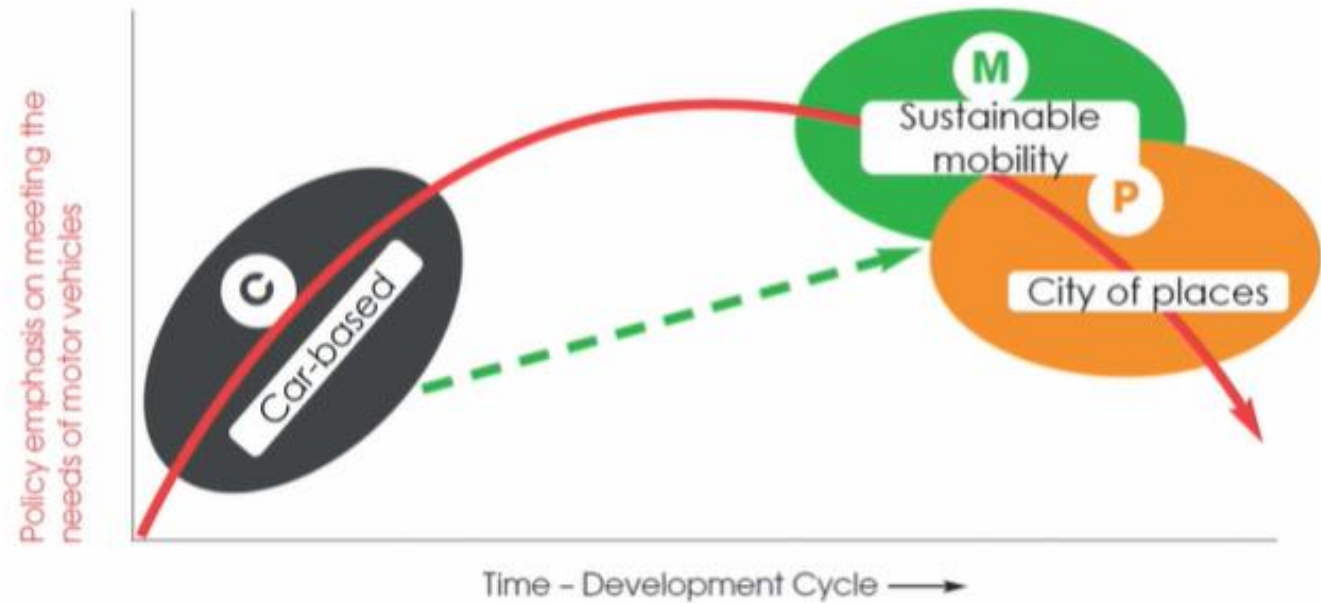 Policy emphasis on meeting the
needs of motor vehicles
C
Car-based
M
Sustainable
mobility
P
City of places
Time – Development Cycle